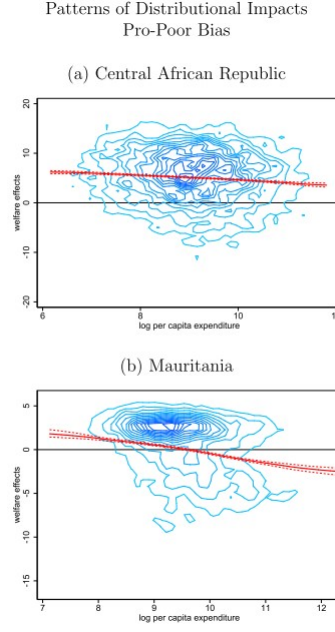 Patterns of Distributional Impacts
Pro-Poor Bias
(a) Central African Republic
20
10
0
-10
-20
welfare effects
6 8 10
log per capita expenditure
(b) Mauritania
5
0
-5
-10
-15
welfare effects
7 8 9 10 11 12
log per capita expenditure